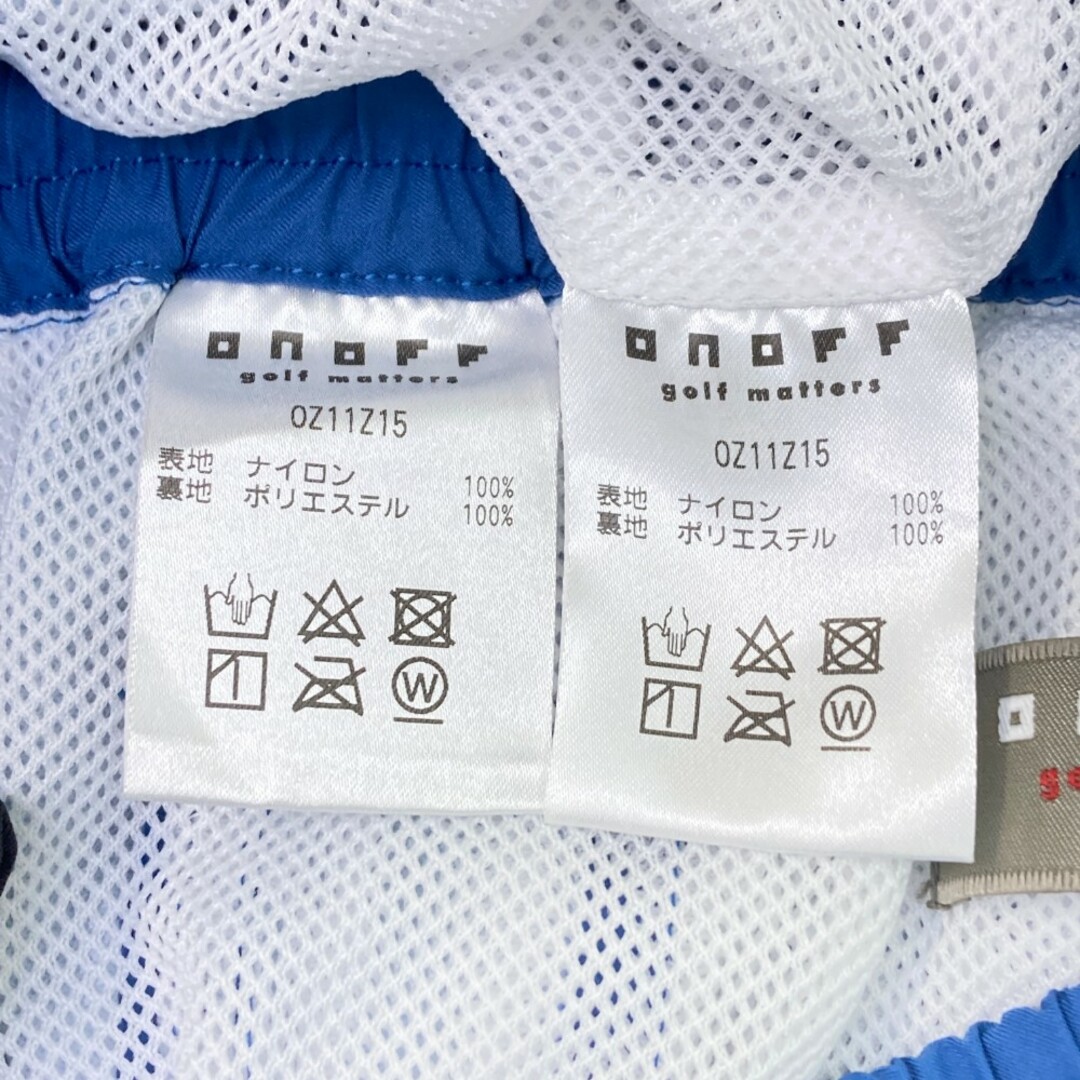 onoff
golf matters
OZ11Z15
表地 ナイロン 100%
裏地 ポリエステル 100%
W
onoff
golf matters
OZ11Z15
表地 ナイロン 100%
裏地 ポリエステル 100%
W